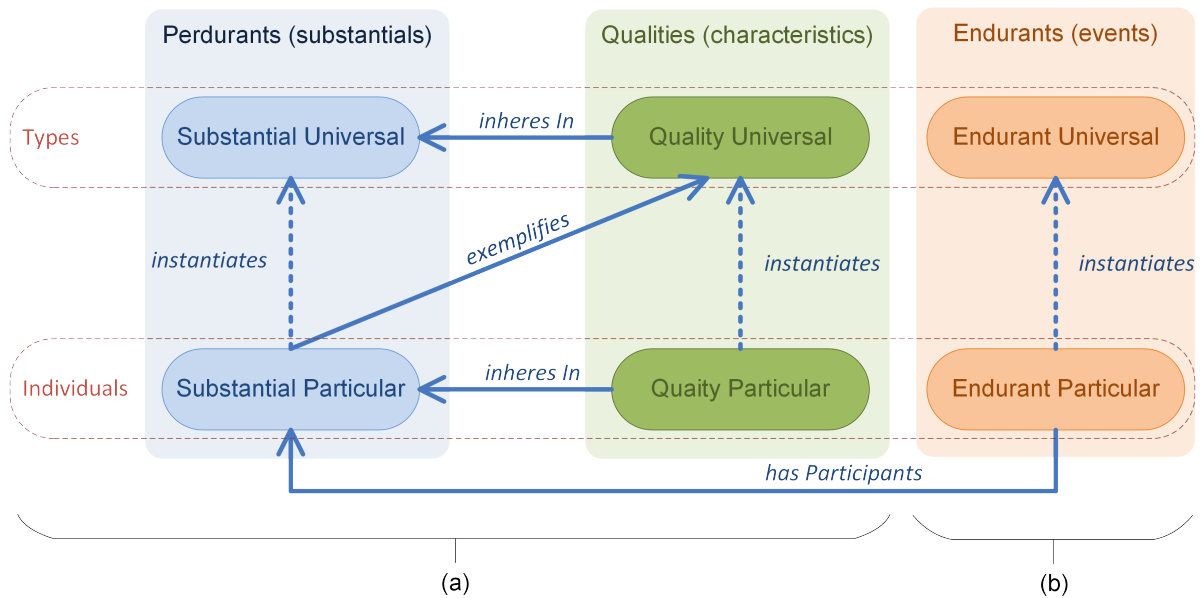 Perdurants (substantials)
Qualities (characteristics)
Endurants (events)
Types
Substantial Universal
inheres In
Quality Universal
Endurant Universal
instantiates
exemplifies
instantiates
instantiates
Individuals
Substantial Particular
inheres In
Quaity Particular
Endurant Particular
has Participants
(a)
(b)